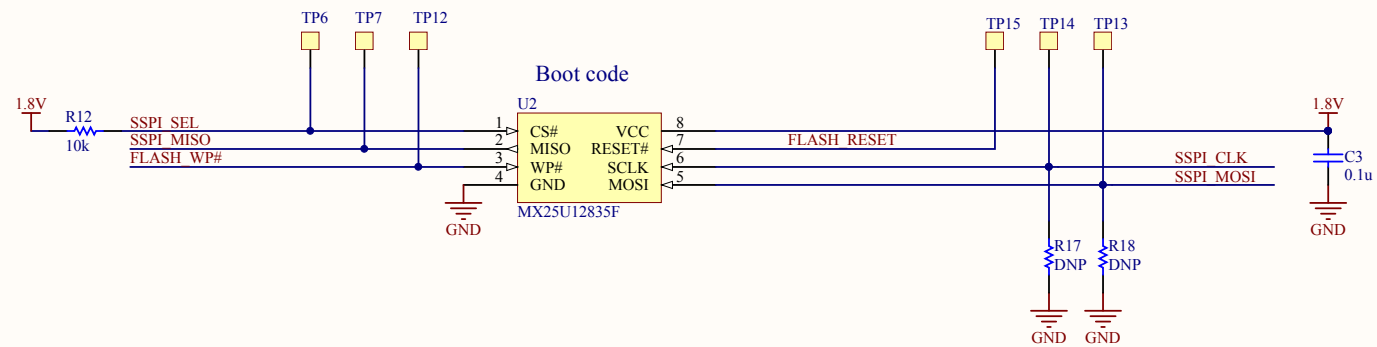 TP6 TP7 TP12 TP15 TP14 TP13
Boot code
1.8V R12 10k
SSPI_SEL
SSPI_MISO
FLASH_WP#
U2
1 CS# VCC 8
2 MISO RESET# 7
3 WP# SCLK 6
4 GND MOSI 5
MX25U12835F
GND
FLASH_RESET
SSPI_CLK
SSPI_MOSI
1.8V
C3
0.1u
GND
R17
DNP
R18
DNP
GND
GND